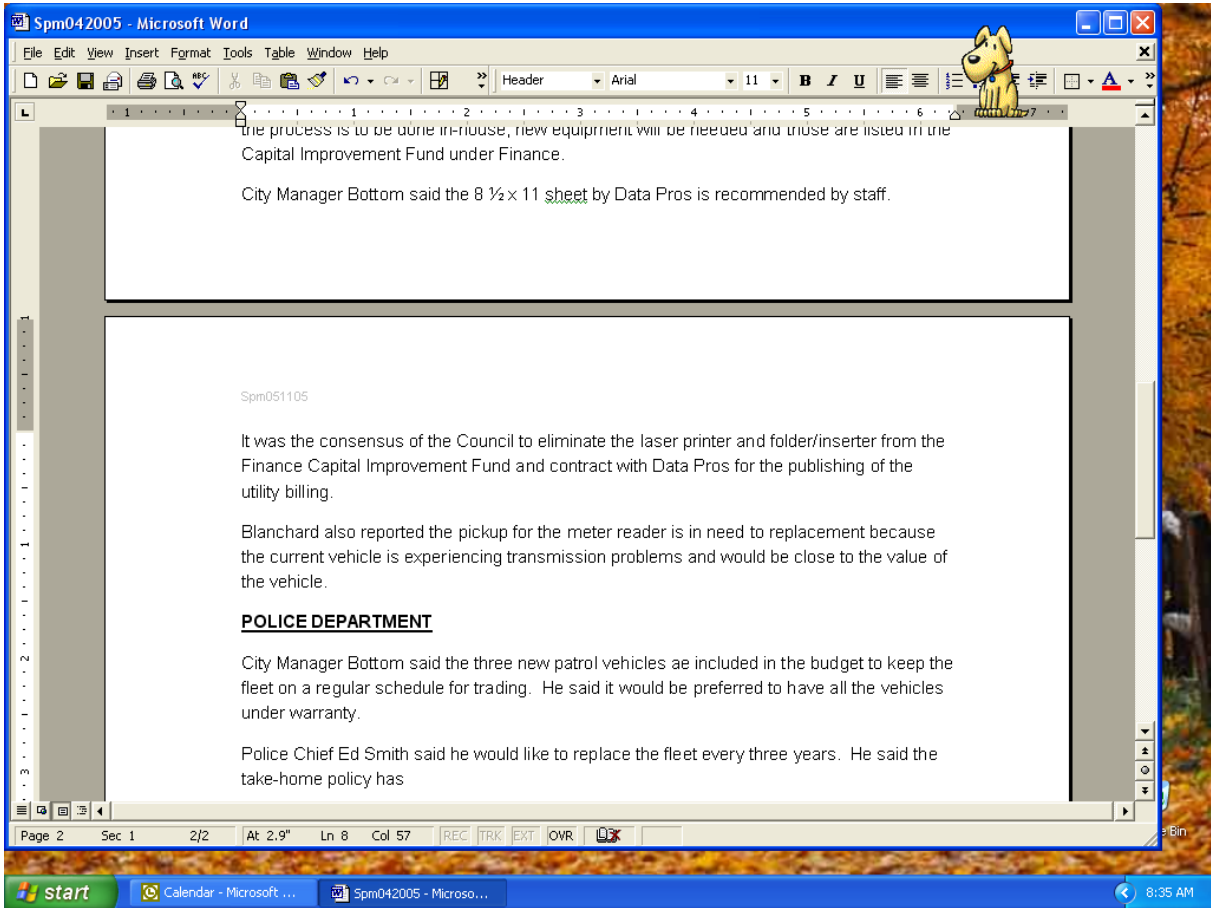 Spm042005 - Microsoft Word
File Edit View Insert Format Tools Table Window Help
Header Arial 11 B I U A
1 1 2 3 4 5 6 7
the process is to be done in-house, new equipment will be needed and those are listed in the
Capital Improvement Fund under Finance.
City Manager Bottom said the 8 ½ x 11 sheet by Data Pros is recommended by staff.
Spm051105
It was the consensus of the Council to eliminate the laser printer and folder/inserter from the
Finance Capital Improvement Fund and contract with Data Pros for the publishing of the
utility billing.
Blanchard also reported the pickup for the meter reader is in need to replacement because
the current vehicle is experiencing transmission problems and would be close to the value of
the vehicle.
POLICE DEPARTMENT
City Manager Bottom said the three new patrol vehicles ae included in the budget to keep the
fleet on a regular schedule for trading. He said it would be preferred to have all the vehicles
under warranty.
Police Chief Ed Smith said he would like to replace the fleet every three years. He said the
take-home policy has
Page 2 Sec 1 2/2 At 2.9" Ln 8 Col 57 REC TRK EXT OVR
e Bin
start Calendar - Microsoft ... Spm042005 - Microso... 8:35 AM